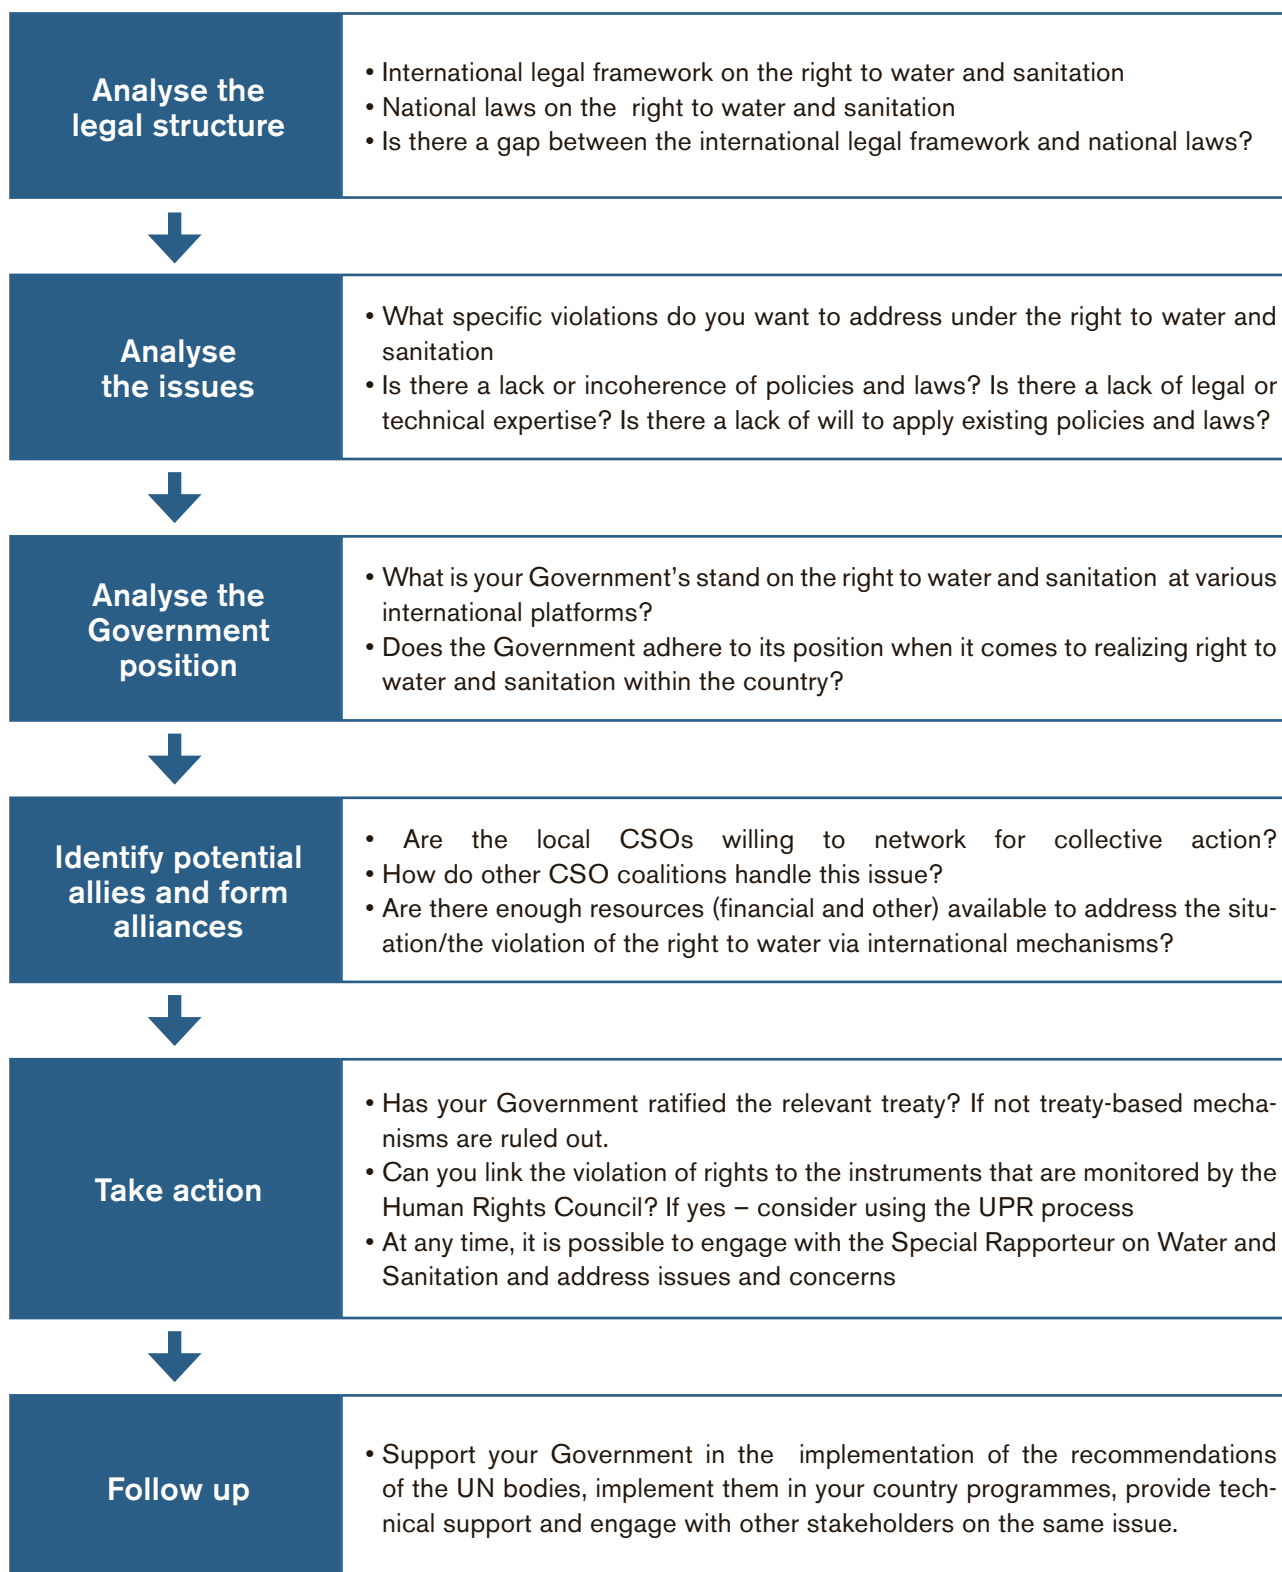 Analyse the
legal structure
• International legal framework on the right to water and sanitation
• National laws on the right to water and sanitation
• Is there a gap between the international legal framework and national laws?
Analyse
the issues
• What specific violations do you want to address under the right to water and
sanitation
• Is there a lack or incoherence of policies and laws? Is there a lack of legal or
technical expertise? Is there a lack of will to apply existing policies and laws?
Analyse the
Government
position
• What is your Government's stand on the right to water and sanitation at various
international platforms?
• Does the Government adhere to its position when it comes to realizing right to
water and sanitation within the country?
Identify potential
allies and form
alliances
• Are the local CSOs willing to network for collective action?
• How do other CSO coalitions handle this issue?
• Are there enough resources (financial and other) available to address the situ-
ation/the violation of the right to water via international mechanisms?
Take action
• Has your Government ratified the relevant treaty? If not treaty-based mecha-
nisms are ruled out.
• Can you link the violation of rights to the instruments that are monitored by the
Human Rights Council? If yes – consider using the UPR process
• At any time, it is possible to engage with the Special Rapporteur on Water and
Sanitation and address issues and concerns
Follow up
• Support your Government in the implementation of the recommendations
of the UN bodies, implement them in your country programmes, provide tech-
nical support and engage with other stakeholders on the same issue.